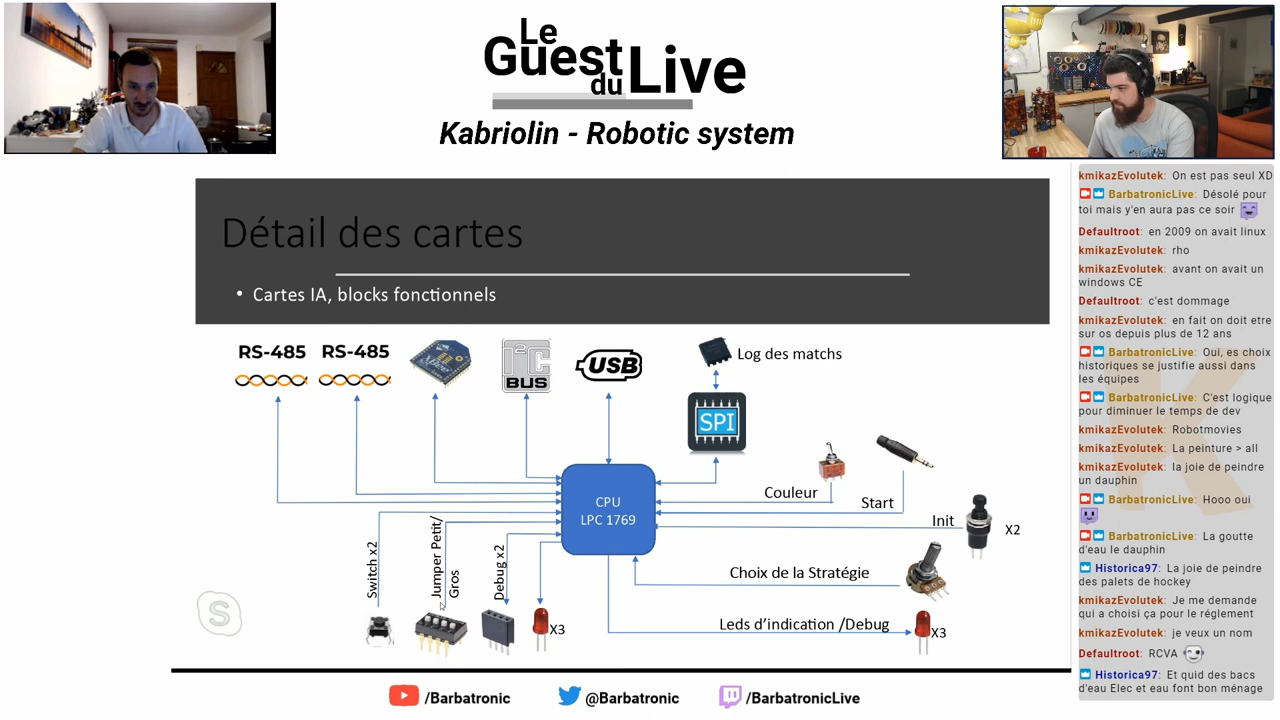 Le
Guest
du
Live
Kabriolin - Robotic system
Détail des cartes
• Cartes IA, blocks fonctionnels
RS-485
RS-485
XBee
I2C
BUS
USB
Log des matchs
SPI
CPU
LPC 1769
Couleur
Start
Init
X2
Choix de la Stratégie
Leds d'indication /Debug
X3
Switch x2
Jumper Petit/
Gros
Debug x2
X3
/Barbatronic
@Barbatronic
/BarbatronicLive
kmikazEvolutek: On est pas seul XD
BarbatronicLive: Désolé pour
toi mais y'en aura pas ce soir
Defaultroot: en 2009 on avait linux
kmikazEvolutek: rho
kmikazEvolutek: avant on avait un
windows CE
Defaultroot: c'est dommage
kmikazEvolutek: en fait on doit etre
sur os depuis plus de 12 ans
BarbatronicLive: Oui, es choix
historiques se justifie aussi dans
les équipes
BarbatronicLive: C'est logique
pour diminuer le temps de dev
kmikazEvolutek: Robotmovies
kmikazEvolutek: La peinture > all
kmikazEvolutek: la joie de peindre
un dauphin
BarbatronicLive: Hooo oui
BarbatronicLive: La goutte
d'eau le dauphin
Historica97: La joie de peindre
des palets de hockey
kmikazEvolutek: Je me demande
qui a choisi ça pour le réglement
kmikazEvolutek: je veux un nom
Defaultroot: RCVA
Historica97: Et quid des bacs
d'eau Elec et eau font bon ménage